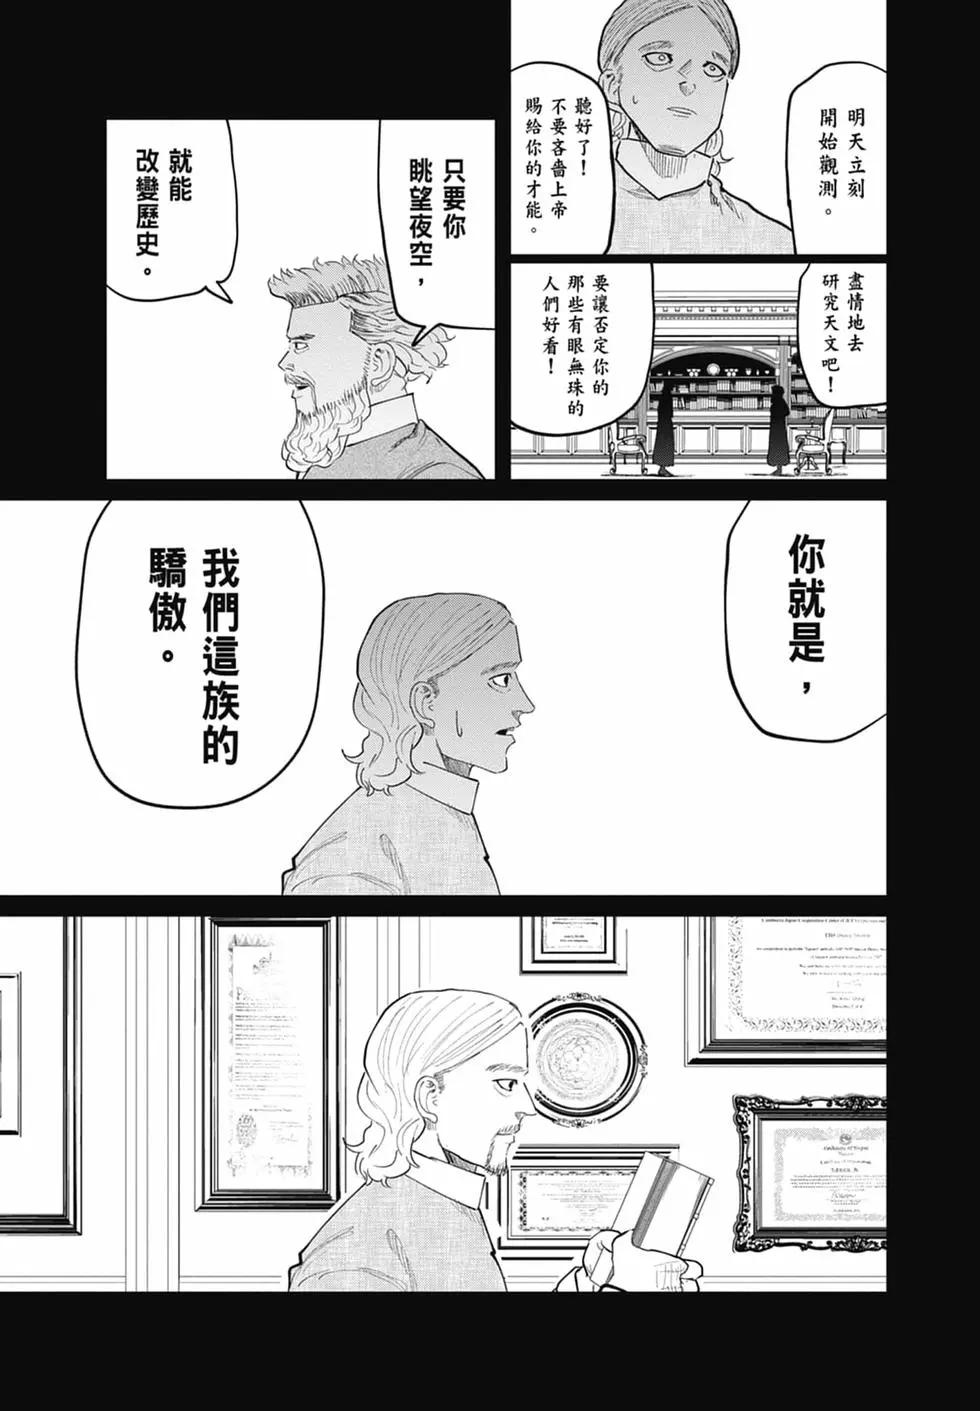 明天立刻
開始觀測。
聽好了！
不要吝嗇上帝
賜給你的才能。
盡情地去
研究天文吧！
要讓否定你的
那些有眼無珠的
人們好看！
只要你
眺望夜空，
就能
改變歷史。
你就是，
我們這族的
驕傲。